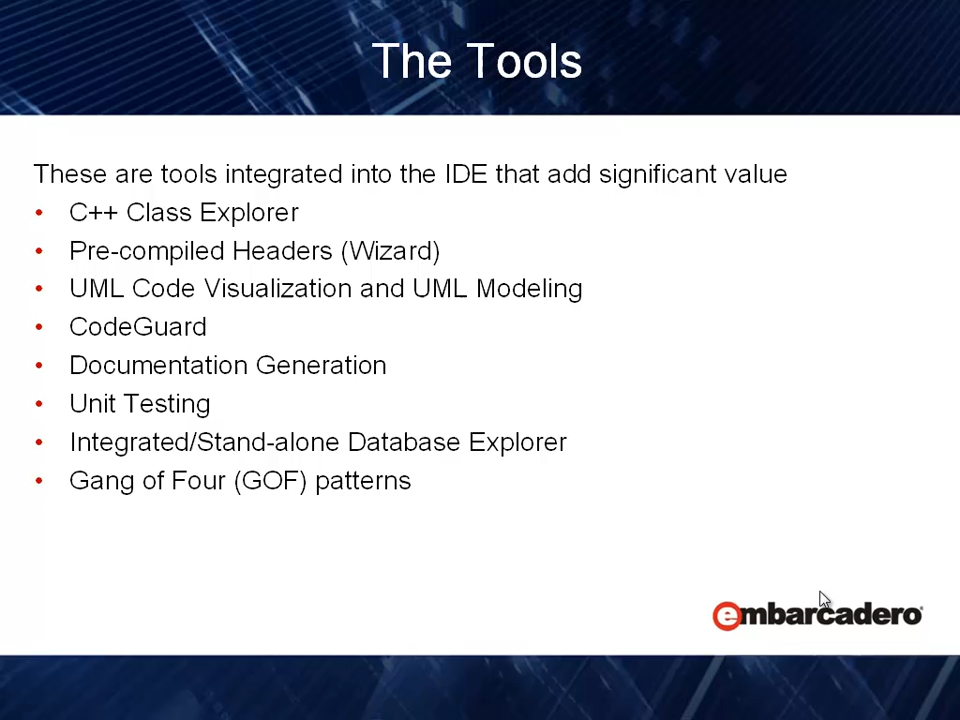 The Tools
These are tools integrated into the IDE that add significant value
• C++ Class Explorer
• Pre-compiled Headers (Wizard)
• UML Code Visualization and UML Modeling
• CodeGuard
• Documentation Generation
• Unit Testing
• Integrated/Stand-alone Database Explorer
• Gang of Four (GOF) patterns
embarcadero